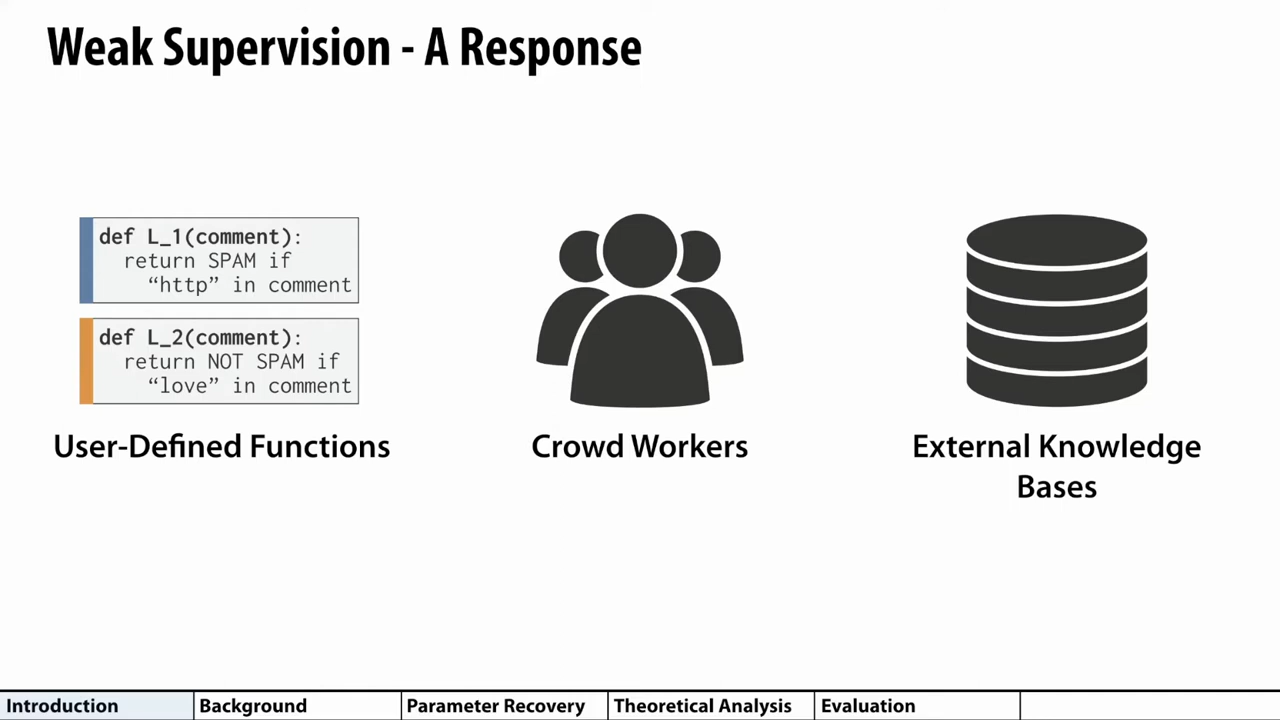 Weak Supervision - A Response
def L_1(comment):
return SPAM if
“http” in comment
def L_2(comment):
return NOT SPAM if
“love” in comment
User-Defined Functions
Crowd Workers
External Knowledge
Bases
Introduction
Background
Parameter Recovery
Theoretical Analysis
Evaluation